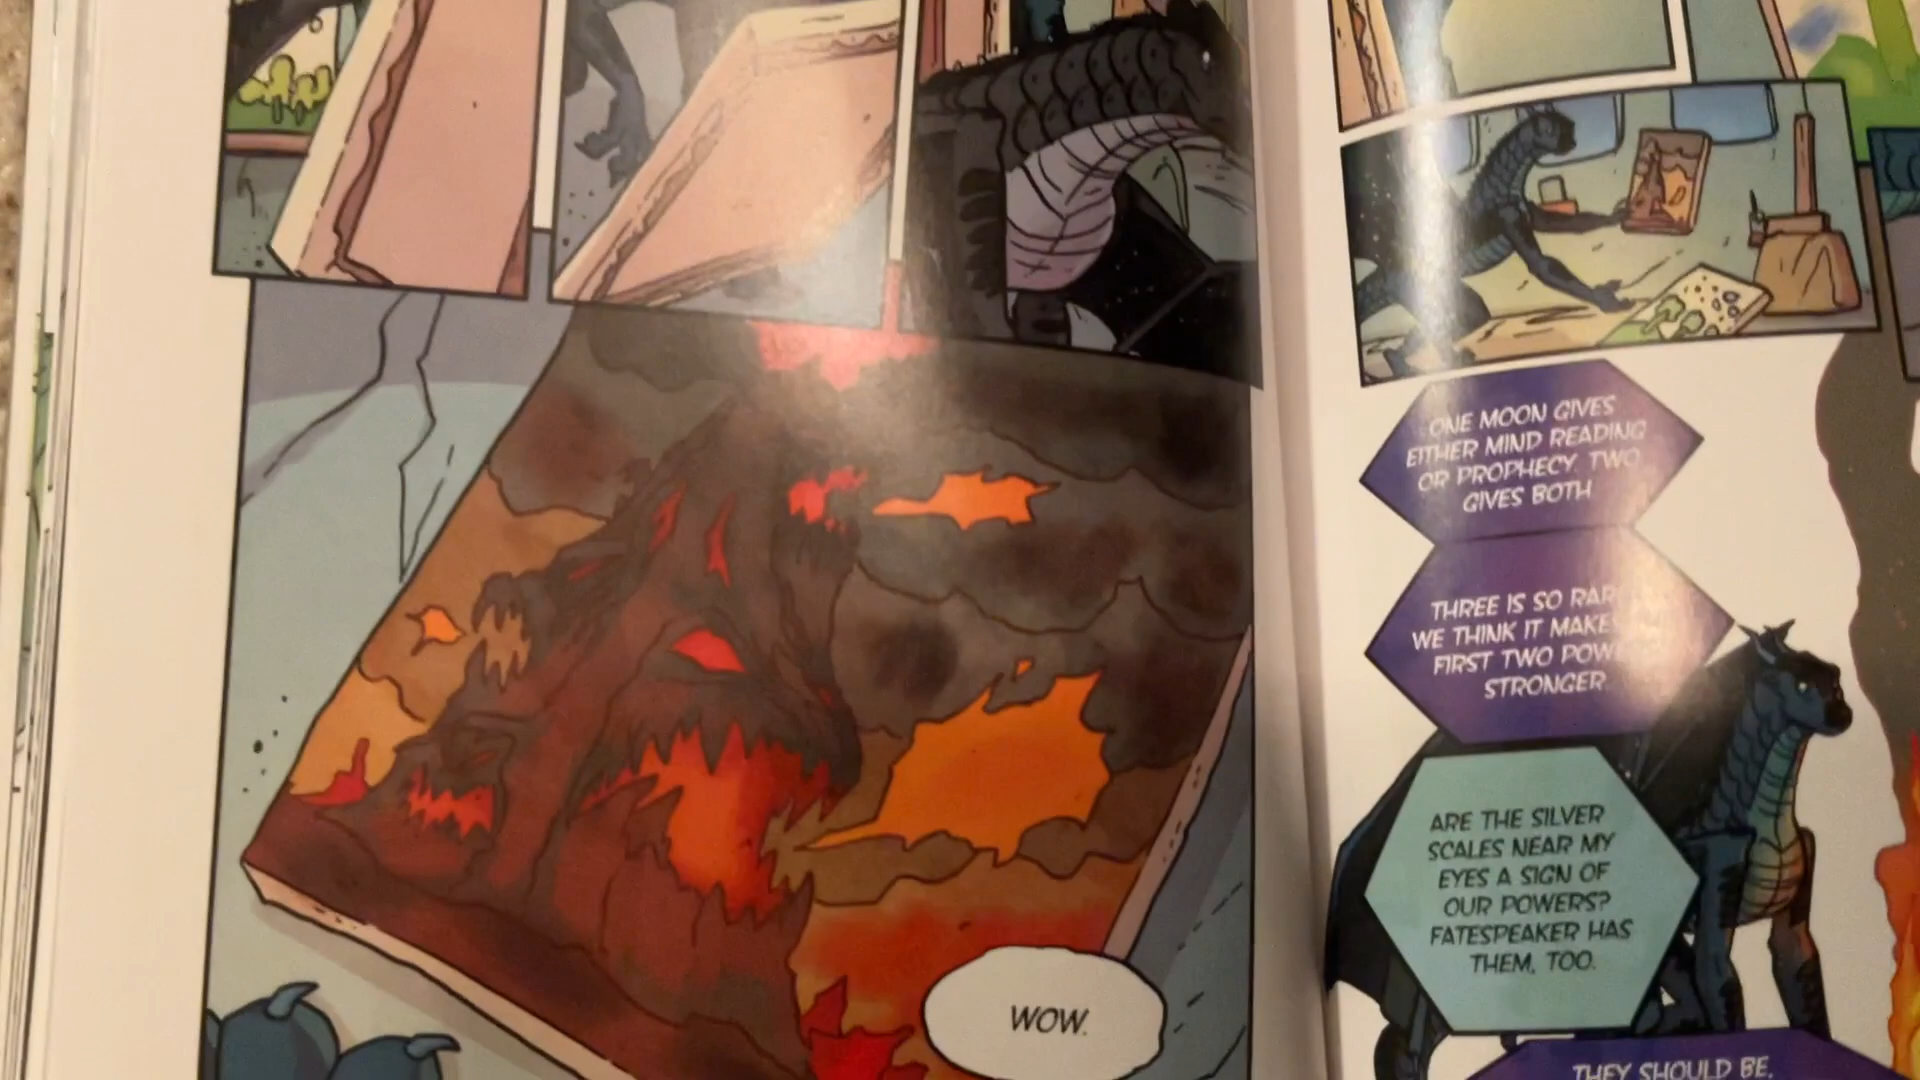 WOW.
ONE MOON GIVES
EITHER MIND READING
OR PROPHECY. TWO
GIVES BOTH
THREE IS SO
WE THINK IT
FIRST TWO
STRONGER.
ARE THE SILVER
SCALES NEAR MY
EYES A SIGN OF
OUR POWERS?
FATESPEAKER HAS
THEM, TOO.
THEY SHOULD BE.